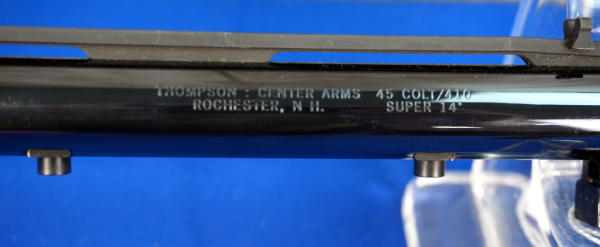 THOMPSON : CENTER ARMS 45 COLT/410
ROCHESTER, N H. SUPER 14"